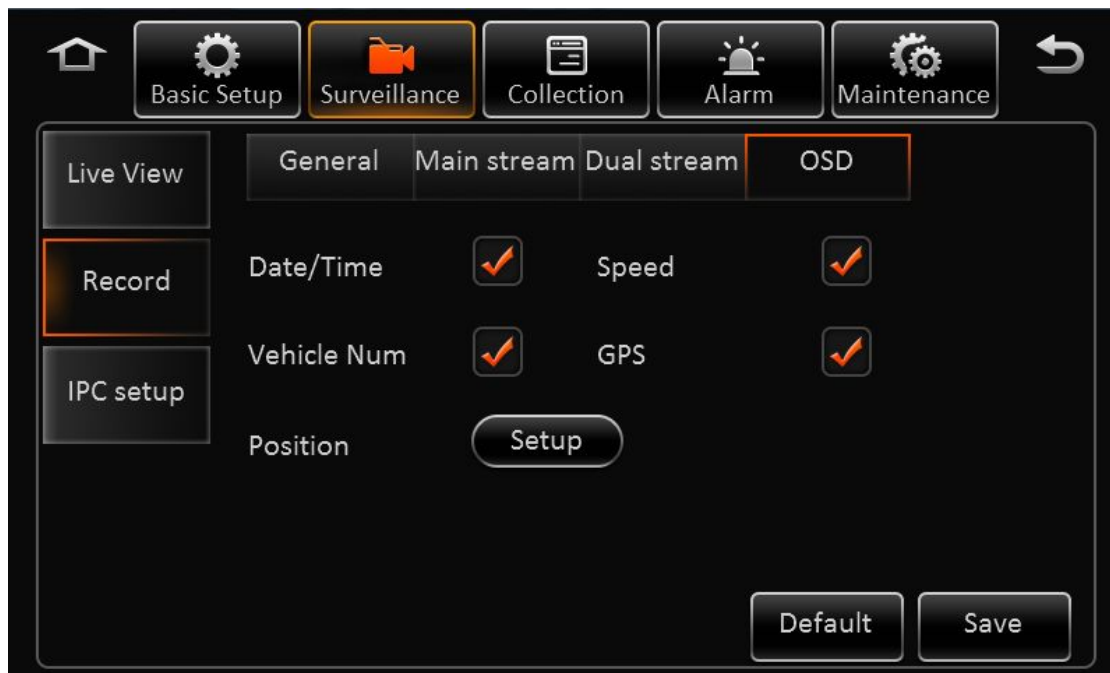 Basic Setup
Surveillance
Collection
Alarm
Maintenance
Live View
Record
IPC setup
General
Main stream
Dual stream
OSD
Date/Time
Speed
Vehicle Num
GPS
Position
Setup
Default
Save